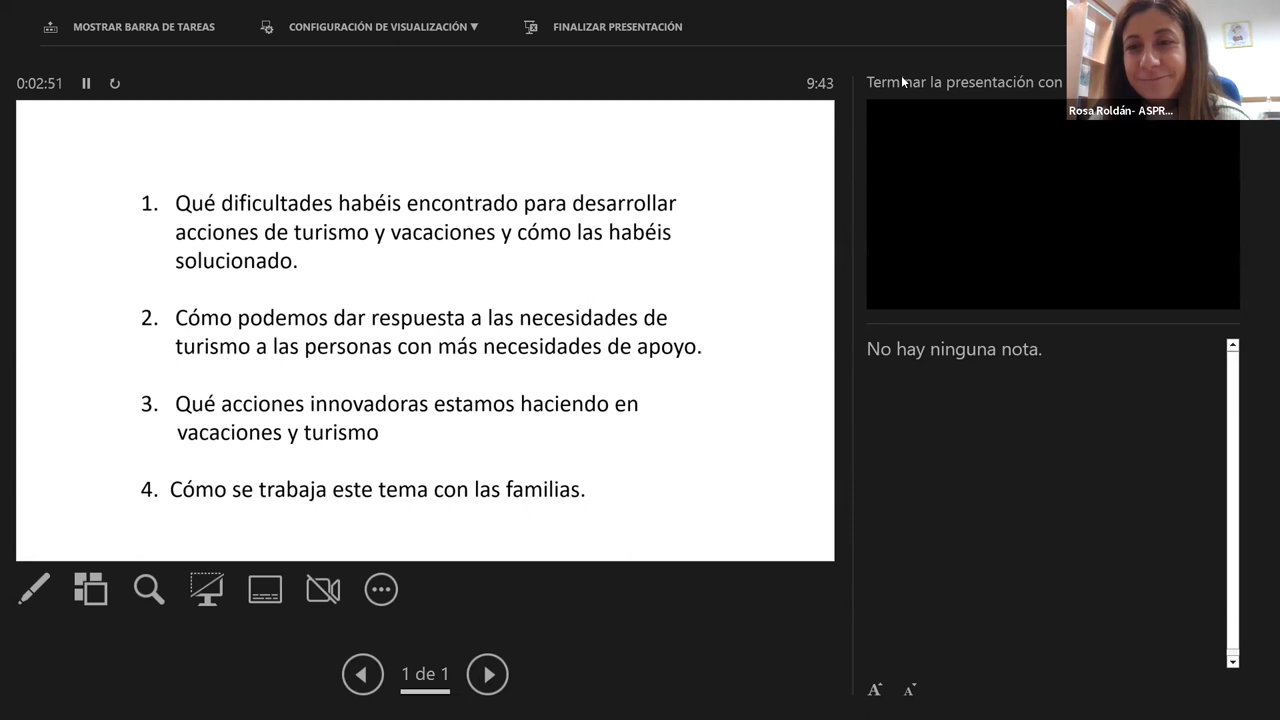 MOSTRAR BARRA DE TAREAS
CONFIGURACIÓN DE VISUALIZACIÓN ▼
FINALIZAR PRESENTACIÓN
0:02:51
9:43
Terminar la presentación con
Rosa Roldán- ASPR...
1. Qué dificultades habéis encontrado para desarrollar
acciones de turismo y vacaciones y cómo las habéis
solucionado.
2. Cómo podemos dar respuesta a las necesidades de
turismo a las personas con más necesidades de apoyo.
3. Qué acciones innovadoras estamos haciendo en
vacaciones y turismo
4. Cómo se trabaja este tema con las familias.
No hay ninguna nota.
1 de 1
A A